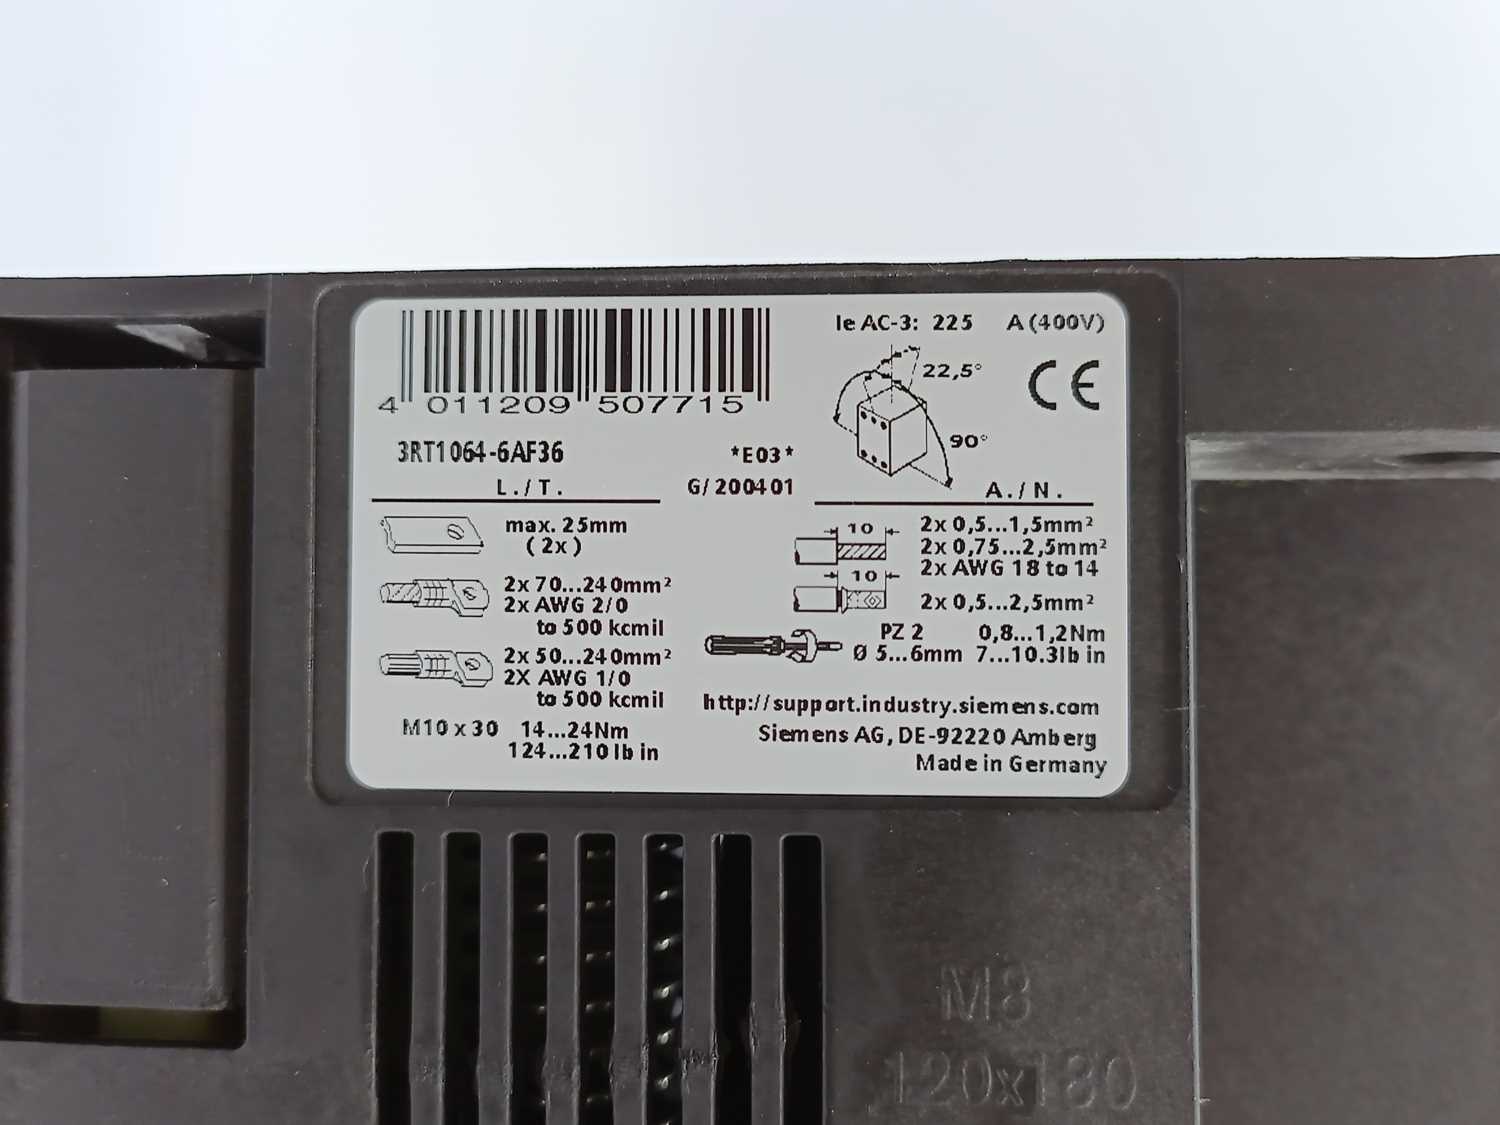 Ie AC-3: 225 A (400V)
22,5°
CE
4 011209 507715
90°
3RT1064-6AF36
*E03*
L./T.
G/200401
A./N.
max. 25mm
(2x)
10
2x 0,5...1,5mm²
2x 0,75...2,5mm²
2x AWG 18 to 14
10
2x 0,5...2,5mm²
2x 70...240mm²
2x AWG 2/0
to 500 kcmil
PZ 2 0,8...1,2Nm
Ø 5...6mm 7...10.3lb in
2x 50...240mm²
2X AWG 1/0
to 500 kcmil
http://support.industry.siemens.com
M10 x 30 14...24Nm
124...210 lb in
Siemens AG, DE-92220 Amberg
Made in Germany
M8
120x180